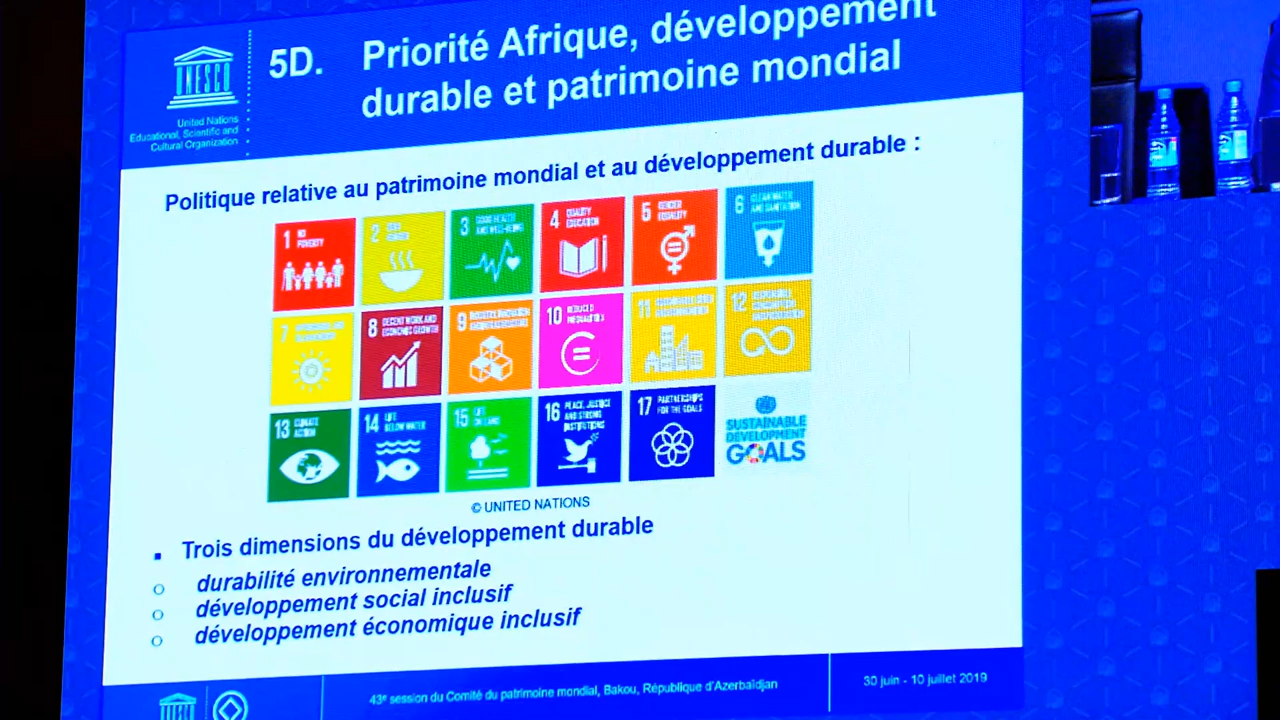 UNESCO
United Nations
Educational, Scientific and
Cultural Organization
5D. Priorité Afrique, développement
durable et patrimoine mondial
Politique relative au patrimoine mondial et au développement durable :
1 NO
POVERTY
2
3 GOOD HEALTH
AND WELL-BEING
4 QUALITY
EDUCATION
5 GENDER
EQUALITY
6 CLEAN WATER
AND SANITATION
7
8 DECENT WORK AND
ECONOMIC GROWTH
9
10 REDUCED
INEQUALITIES
11
12
13 CLIMATE
ACTION
14 LIFE
BELOW WATER
15 LIFE
ON LAND
16 PEACE, JUSTICE
AND STRONG
INSTITUTIONS
17 PARTNERSHIPS
FOR THE GOALS
SUSTAINABLE
DEVELOPMENT
GOALS
© UNITED NATIONS
▪ Trois dimensions du développement durable
o durabilité environnementale
o développement social inclusif
o développement économique inclusif
UNESCO
43e session du Comité du patrimoine mondial, Bakou, République d'Azerbaïdjan
30 juin - 10 juillet 2019